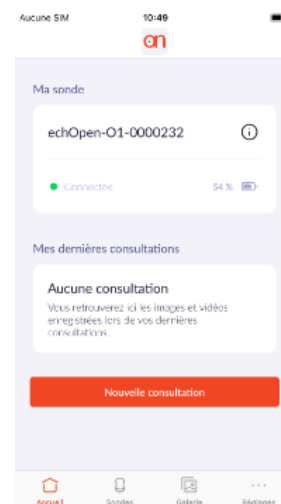 Aucune SIM
10:49
on
Ma sonde
echOpen-O1-0000232
Connectée
54 %
Mes dernières consultations
Aucune consultation
Vous retrouverez ici les images et vidéos
enregistrées lors de vos dernières
consultations.
Nouvelle consultation
Accueil
Sondes
Galerie
Réglages